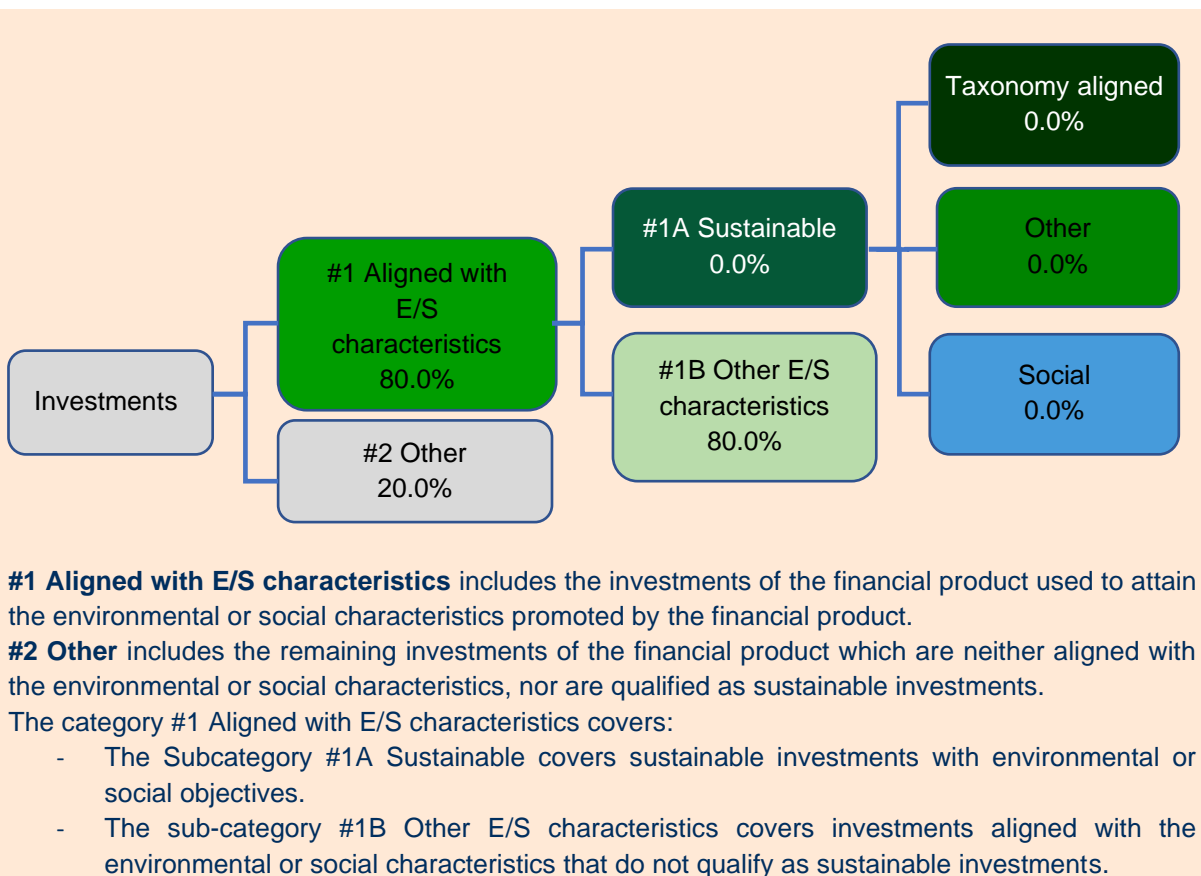 Investments
#1 Aligned with
E/S
characteristics
80.0%
#2 Other
20.0%
#1A Sustainable
0.0%
#1B Other E/S
characteristics
80.0%
Taxonomy aligned
0.0%
Other
0.0%
Social
0.0%
#1 Aligned with E/S characteristics includes the investments of the financial product used to attain
the environmental or social characteristics promoted by the financial product.
#2 Other includes the remaining investments of the financial product which are neither aligned with
the environmental or social characteristics, nor are qualified as sustainable investments.
The category #1 Aligned with E/S characteristics covers:
- The Subcategory #1A Sustainable covers sustainable investments with environmental or
social objectives.
- The sub-category #1B Other E/S characteristics covers investments aligned with the
environmental or social characteristics that do not qualify as sustainable investments.